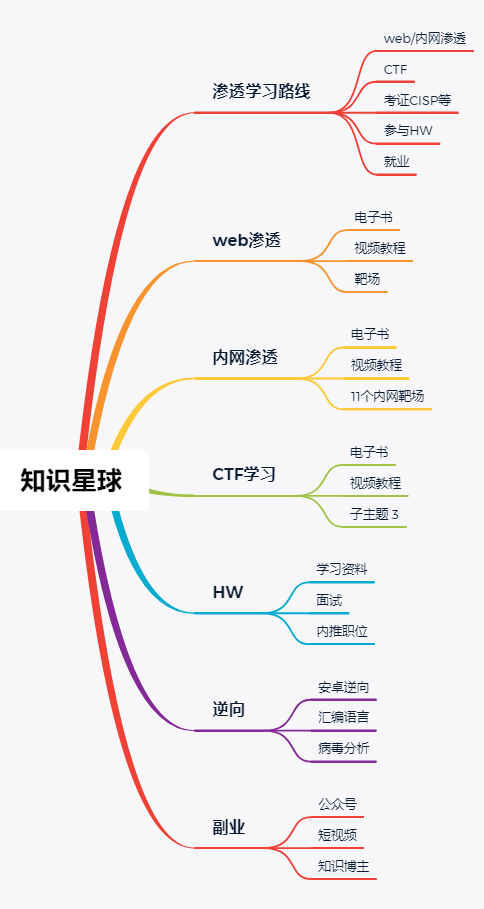 知识星球
渗透学习路线
web/内网渗透
CTF
考证CISP等
参与HW
就业
web渗透
电子书
视频教程
靶场
内网渗透
电子书
视频教程
11个内网靶场
CTF学习
电子书
视频教程
子主题 3
HW
学习资料
面试
内推职位
逆向
安卓逆向
汇编语言
病毒分析
副业
公众号
短视频
知识博主